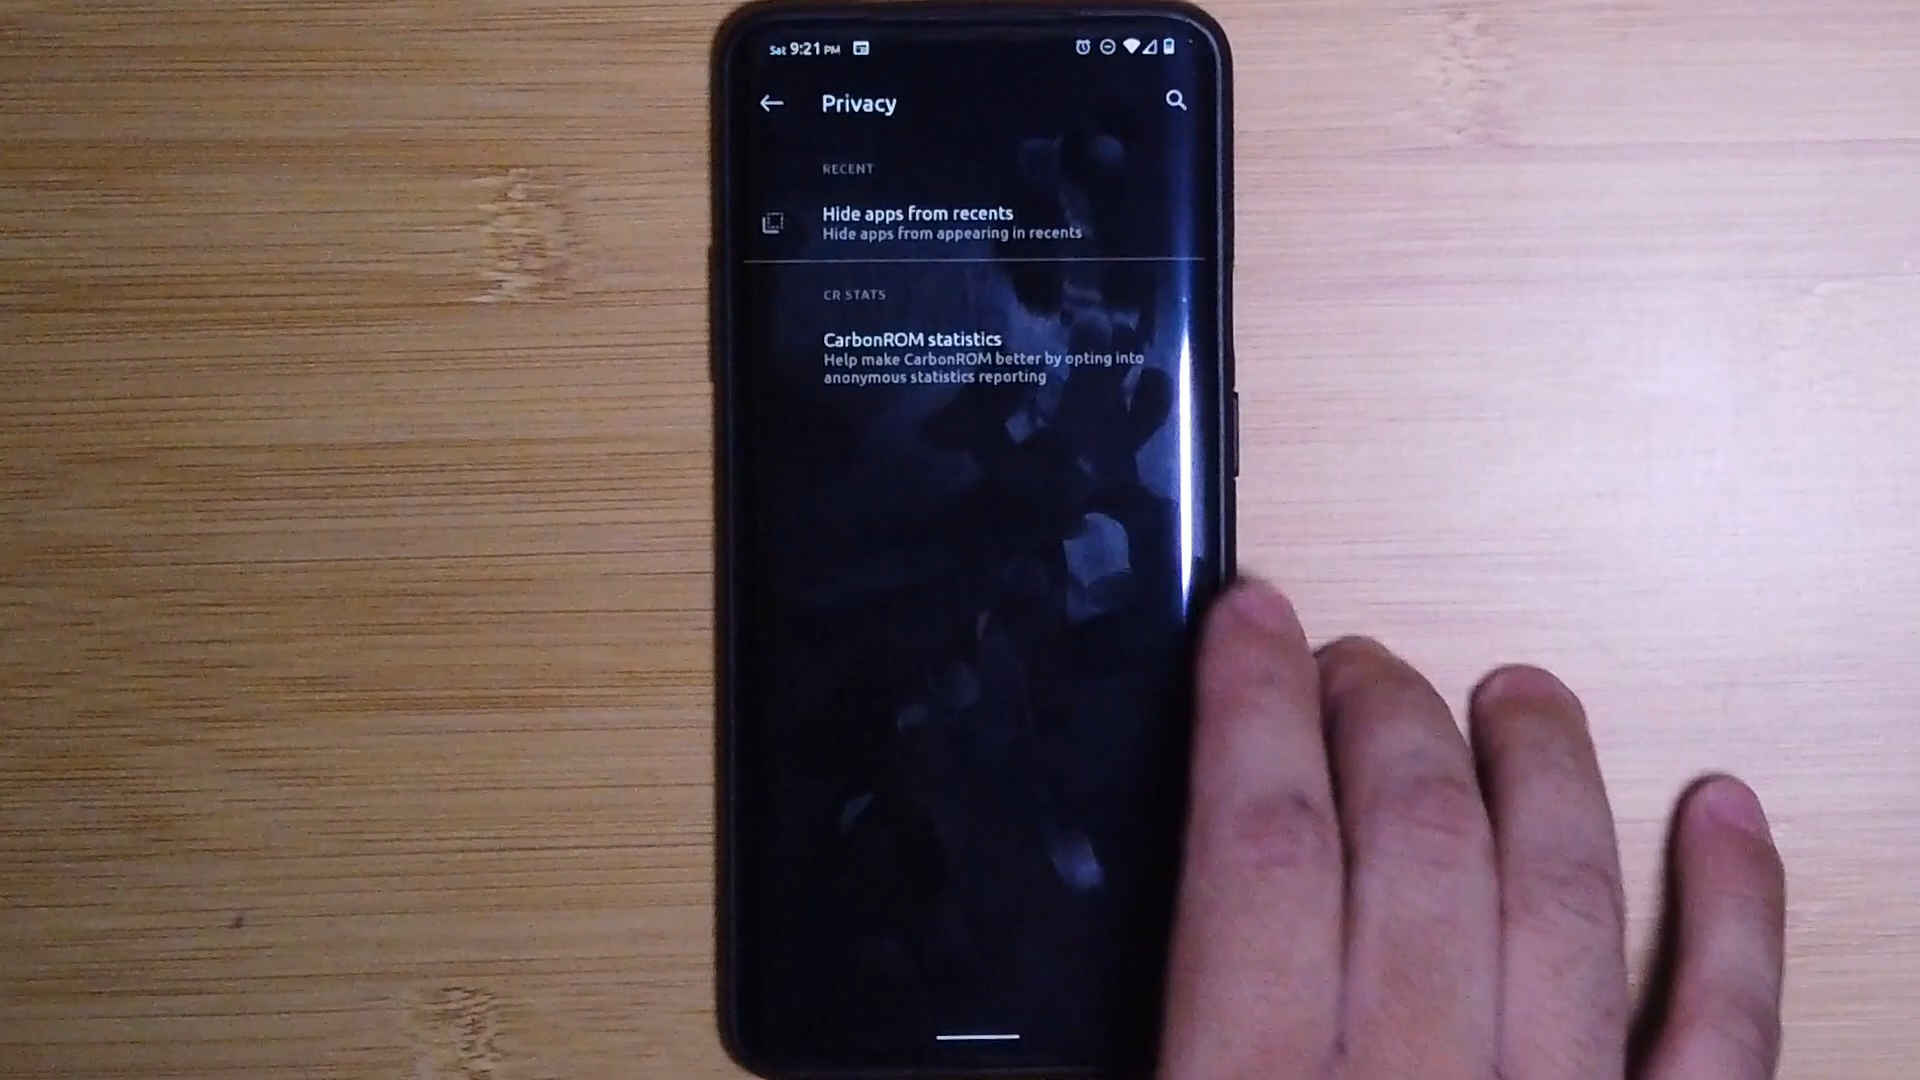 Sat 9:21 PM
Privacy
RECENT
Hide apps from recents
Hide apps from appearing in recents
CR STATS
CarbonROM statistics
Help make CarbonROM better by opting into
anonymous statistics reporting